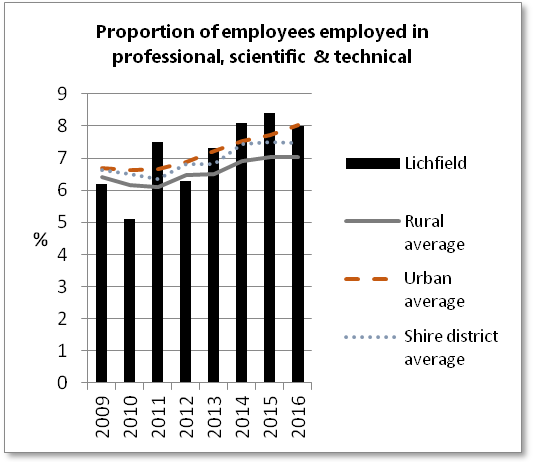 Proportion of employees employed in
professional, scientific & technical
9
8
7
6
5
4
3
2
1
0
%
2009
2010
2011
2012
2013
2014
2015
2016
Lichfield
Rural
average
Urban
average
Shire district
average